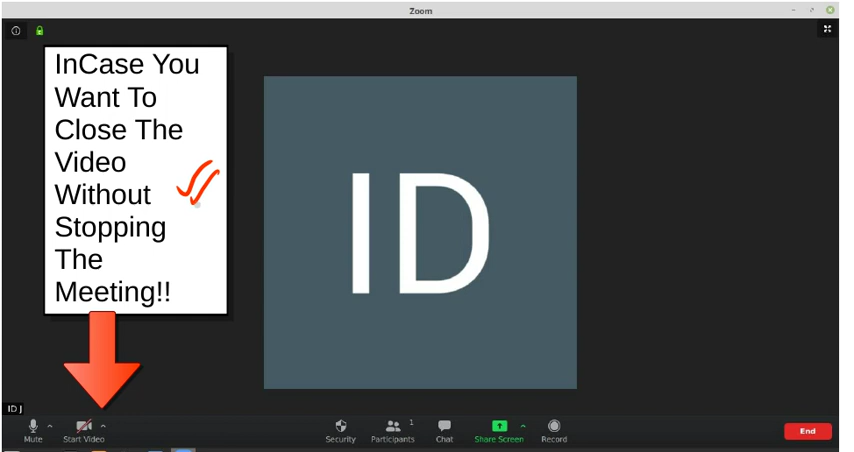 Zoom
InCase You
Want To
Close The
Video
Without
Stopping
The
Meeting!!
ID
ID J
Mute
Start Video
Security
1
Participants
Chat
Share Screen
Record
End